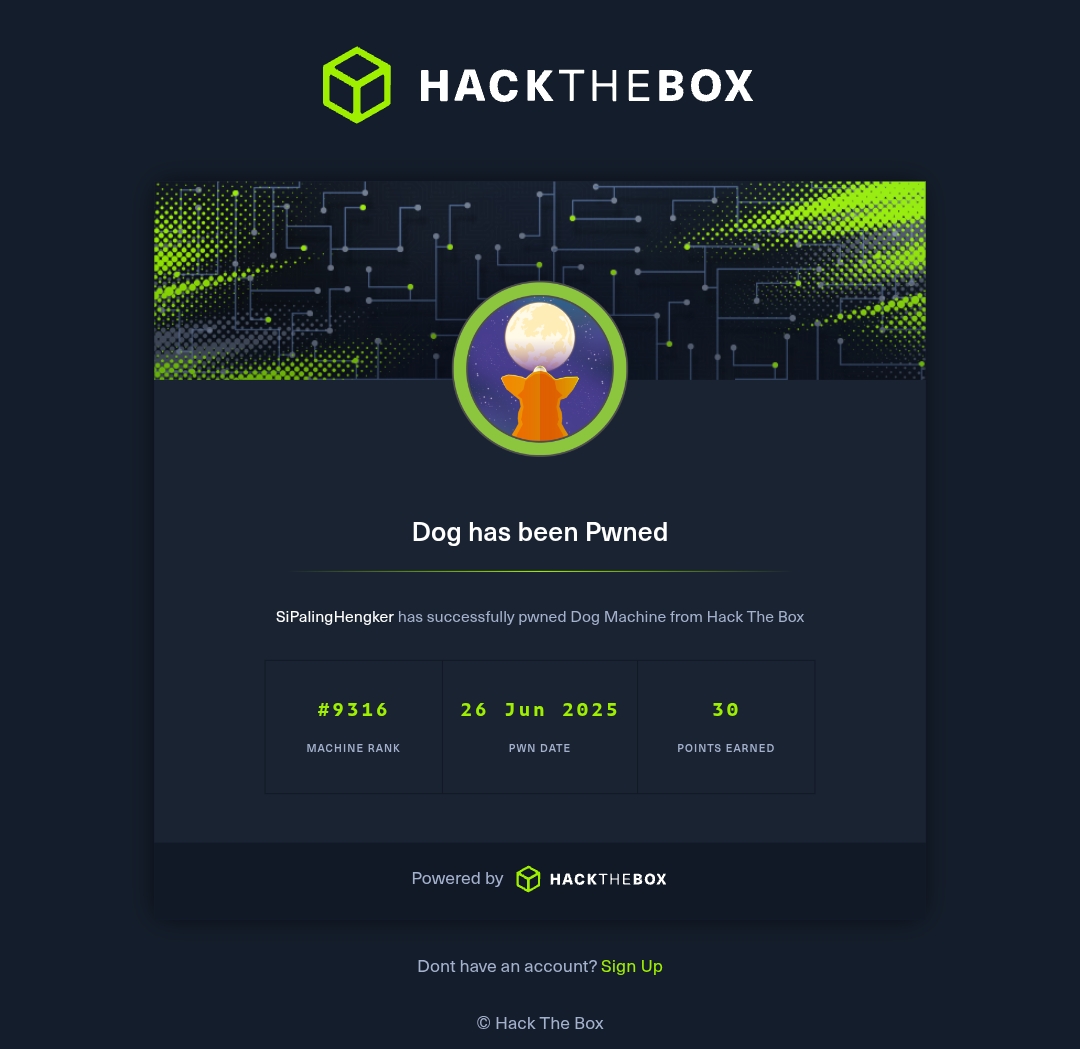 HACKTHEBOX
Dog has been Pwned
SiPalingHengker has successfully pwned Dog Machine from Hack The Box
#9316 26 Jun 2025 30
MACHINE RANK PWN DATE POINTS EARNED
Powered by HACKTHEBOX
Dont have an account? Sign Up
© Hack The Box